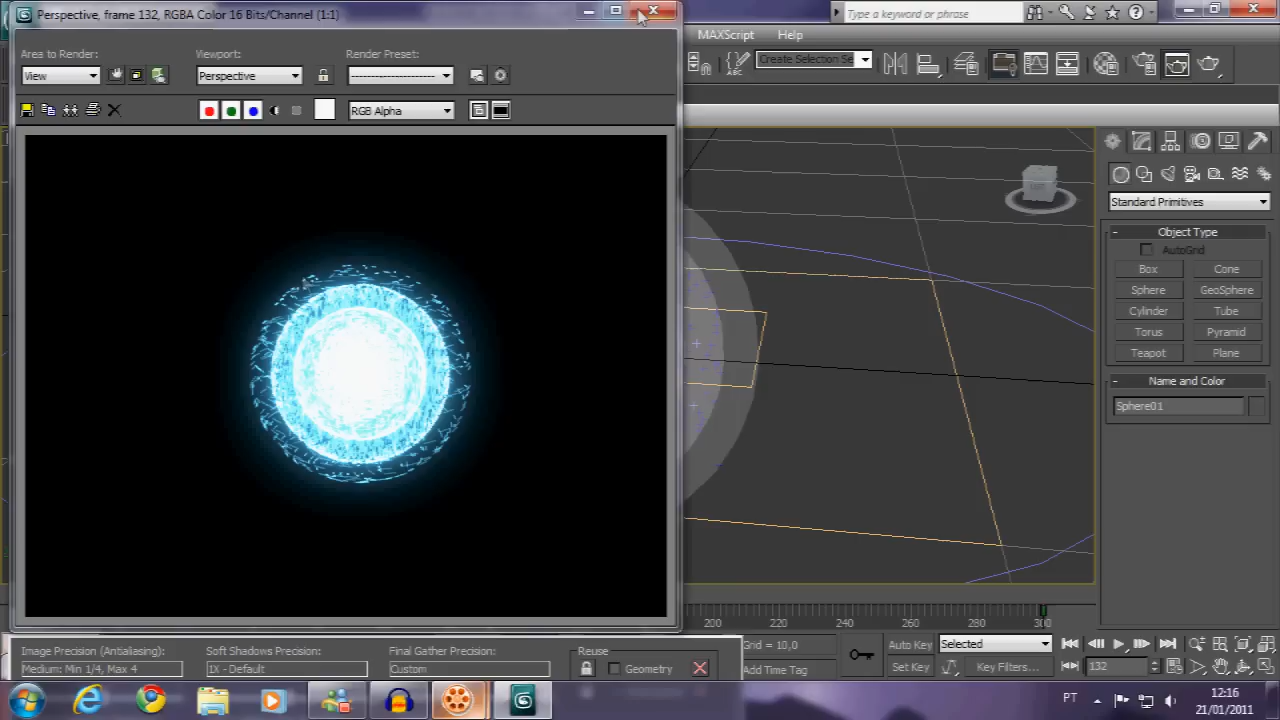 Perspective, frame 132, RGBA Color 16 Bits/Channel (1:1)
Type a keyword or phrase
MAXScript Help
Area to Render:
Viewport:
Render Preset:
View
Perspective
RGB Alpha
Create Selection Se
ABC
Standard Primitives
- Object Type
AutoGrid
Box Cone
Sphere GeoSphere
Cylinder Tube
Torus Pyramid
Teapot Plane
- Name and Color
Sphere01
200 220 240 260 280 300
Image Precision (Antialiasing):
Soft Shadows Precision:
Final Gather Precision:
Reuse
Medium: Min 1/4, Max 4
1X - Default
Custom
Geometry
Grid = 10,0
Add Time Tag
Auto Key
Selected
Set Key
Key Filters...
132
PT
12:16
21/01/2011